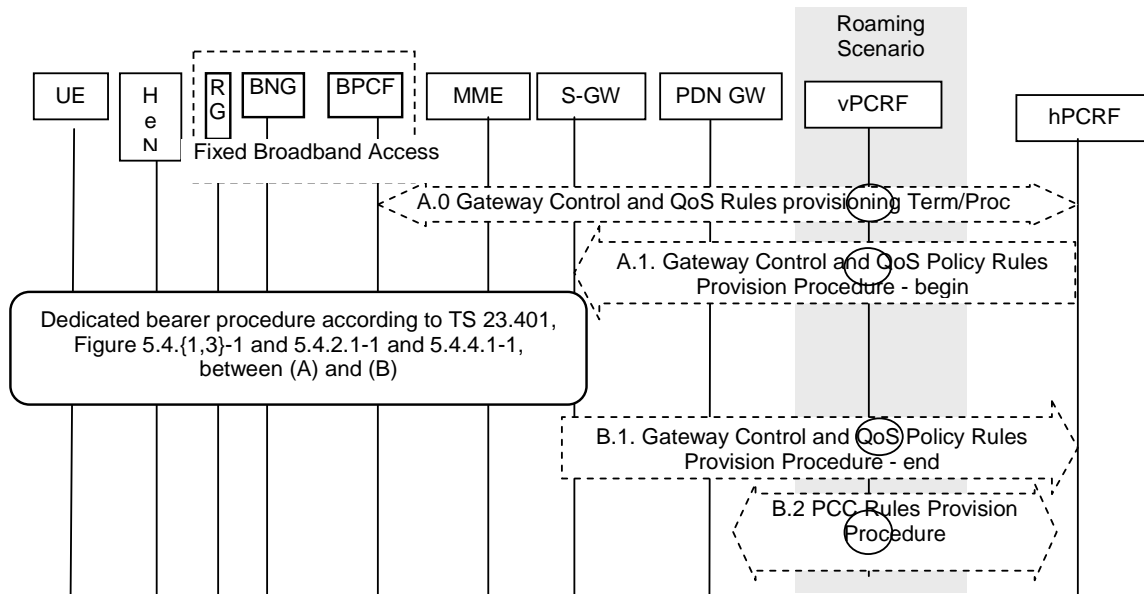 Roaming
Scenario
UE
H
e
N
R
G
BNG
BPCF
MME
S-GW
PDN GW
vPCRF
hPCRF
Fixed Broadband Access
A.0 Gateway Control and QoS Rules provisioning Term/Proc
A.1. Gateway Control and QoS Policy Rules
Provision Procedure - begin
Dedicated bearer procedure according to TS 23.401,
Figure 5.4.{1,3}-1 and 5.4.2.1-1 and 5.4.4.1-1,
between (A) and (B)
B.1. Gateway Control and QoS Policy Rules
Provision Procedure - end
B.2 PCC Rules Provision
Procedure